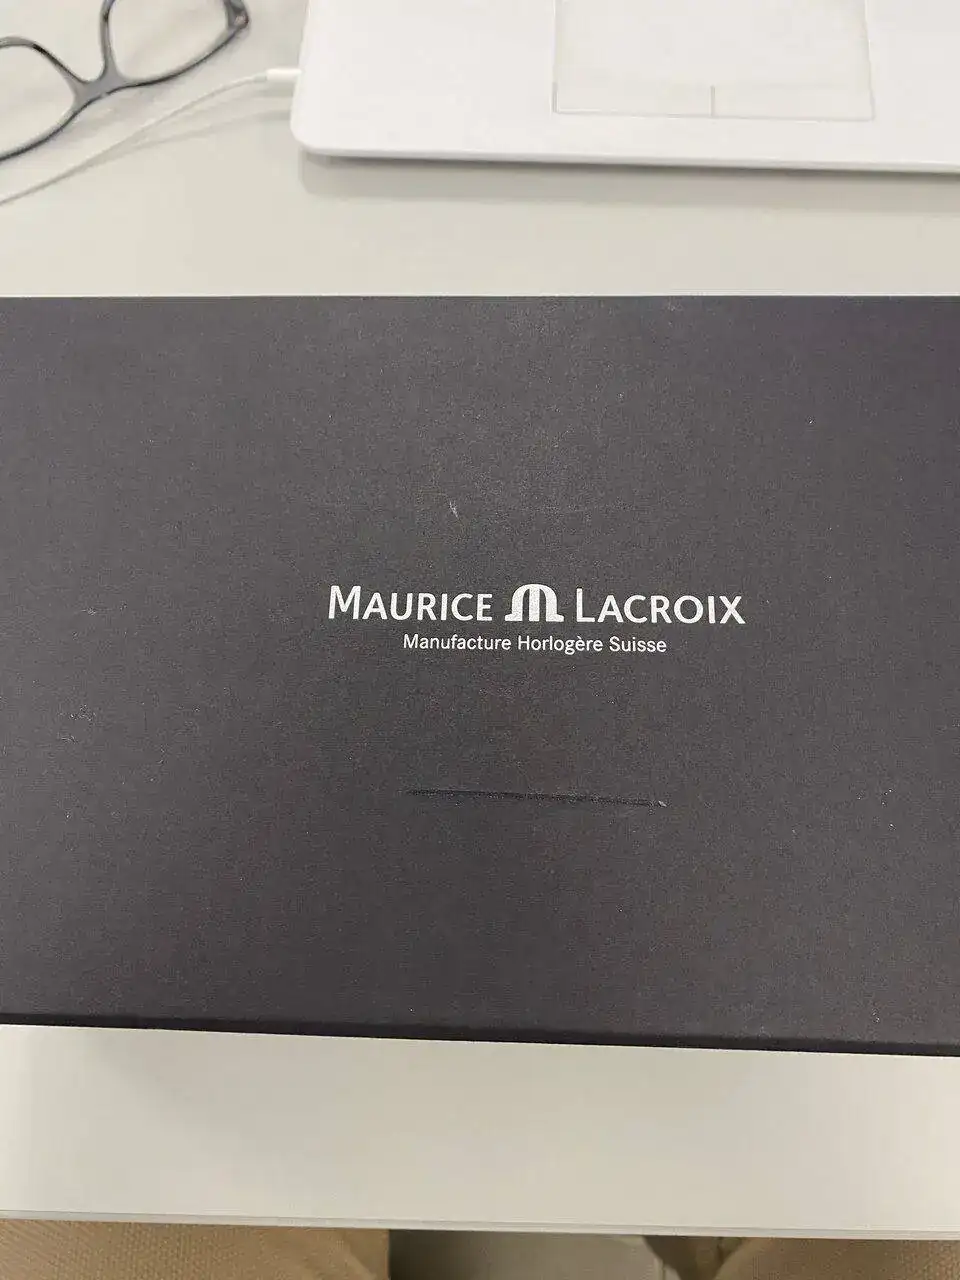 MAURICE LACROIX
Manufacture Horlogère Suisse